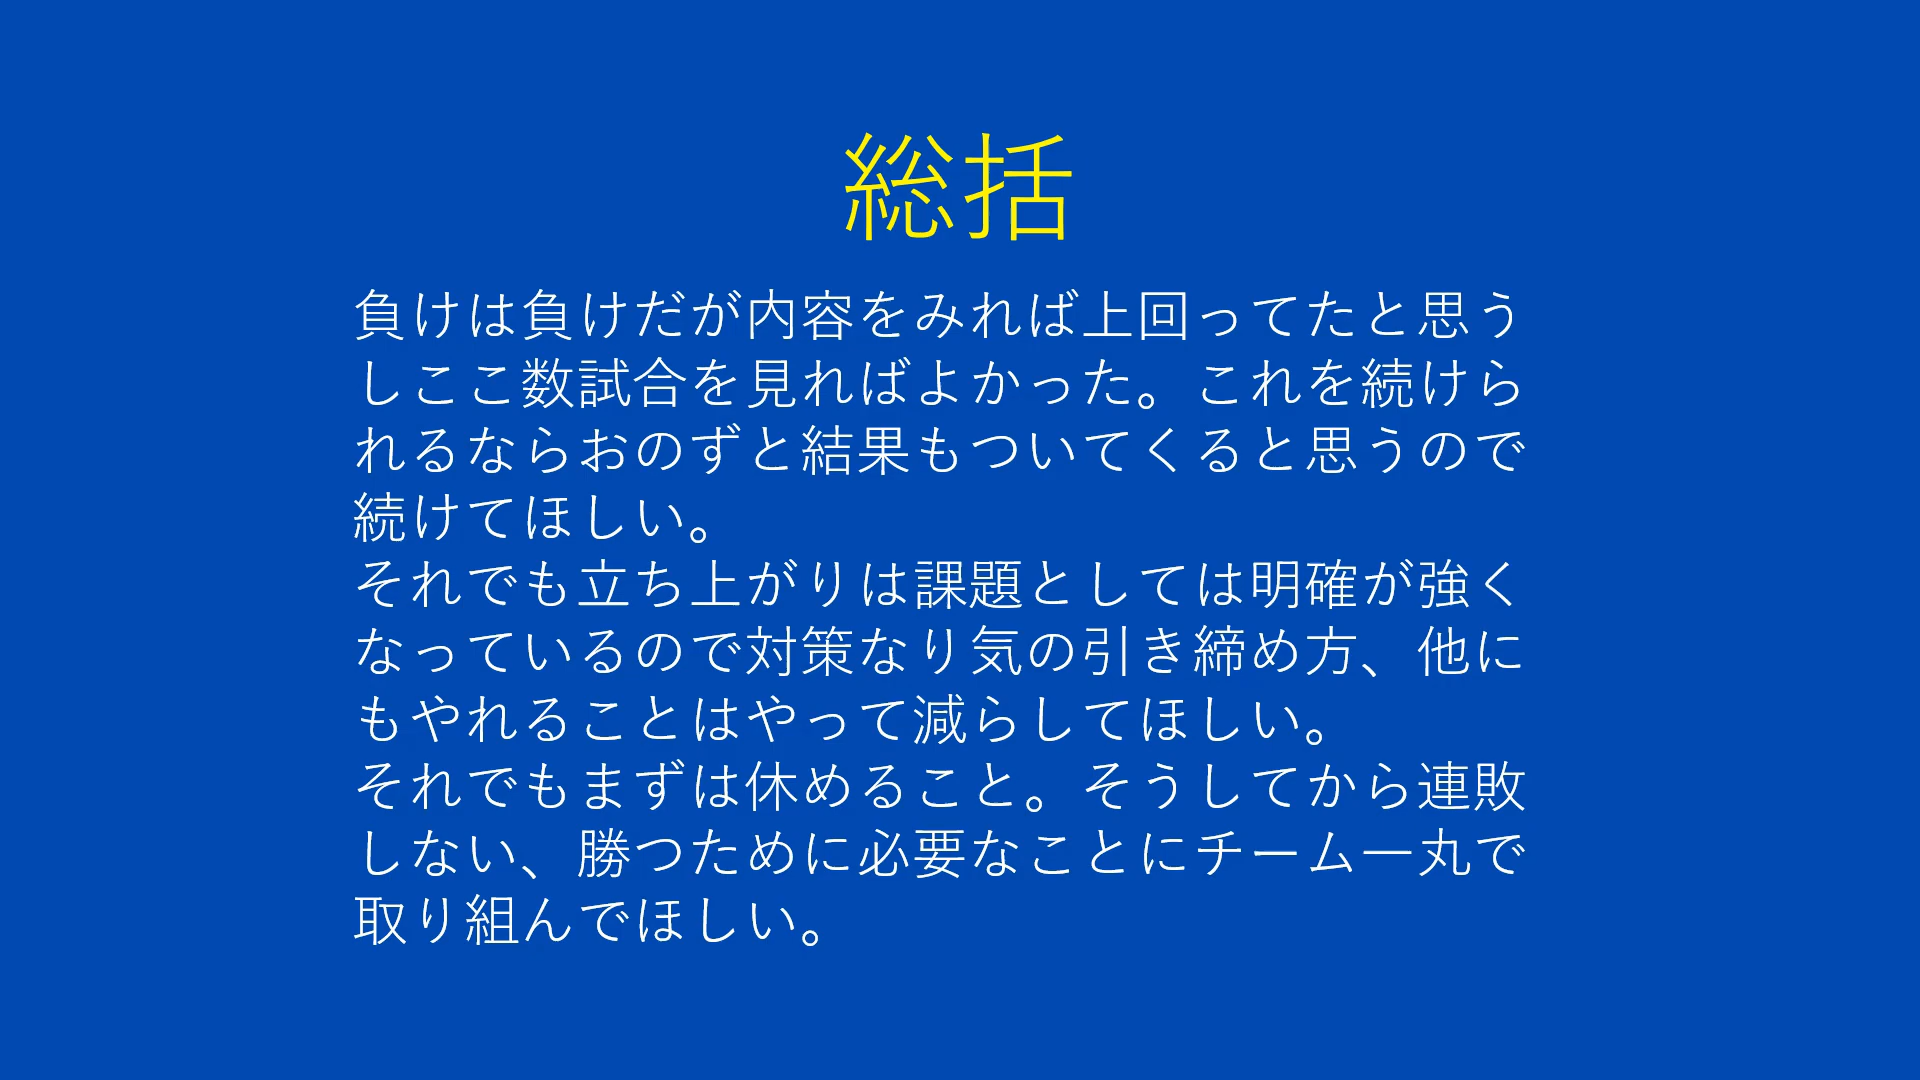 総括
負けは負けだが内容をみれば上回ってたと思う
しここ数試合を見ればよかった。これを続けら
れるならおのずと結果もついてくると思うので
続けてほしい。
それでも立ち上がりは課題としては明確が強く
なっているので対策なり気の引き締め方、他に
もやれることはやって減らしてほしい。
それでもまずは休めること。そうしてから連敗
しない、勝つために必要なことにチーム一丸で
取り組んでほしい。